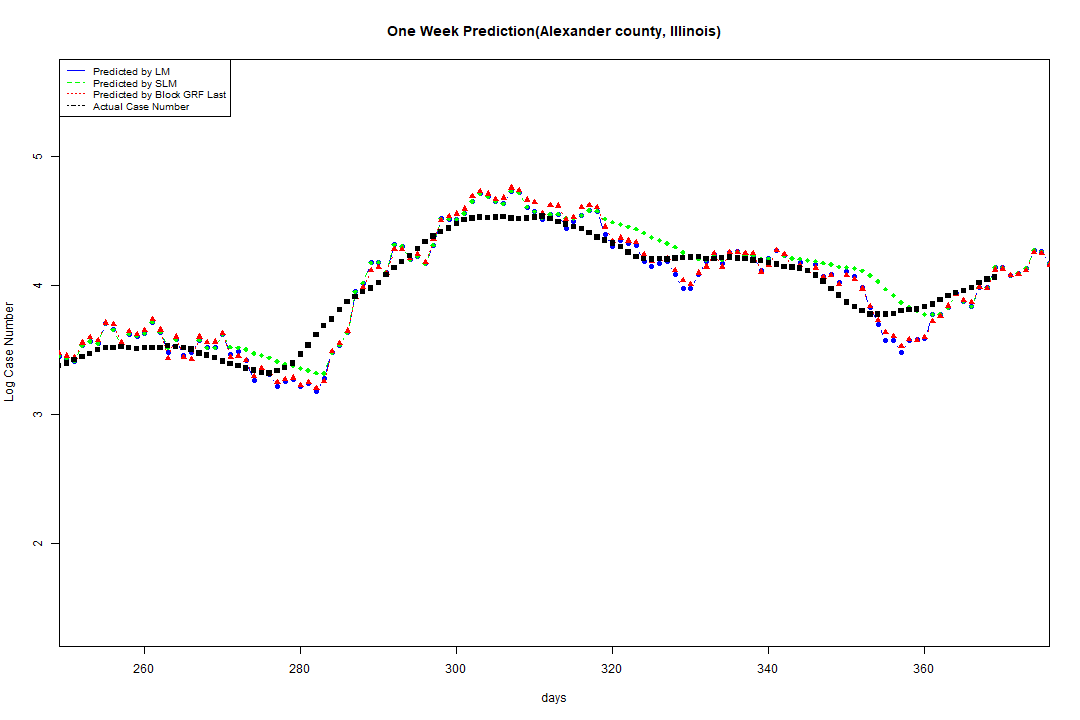 One Week Prediction(Alexander county, Illinois)
Predicted by LM
Predicted by SLM
Predicted by Block GRF Last
Actual Case Number
5
4
3
2
Log Case Number
260 280 300 320 340 360
days